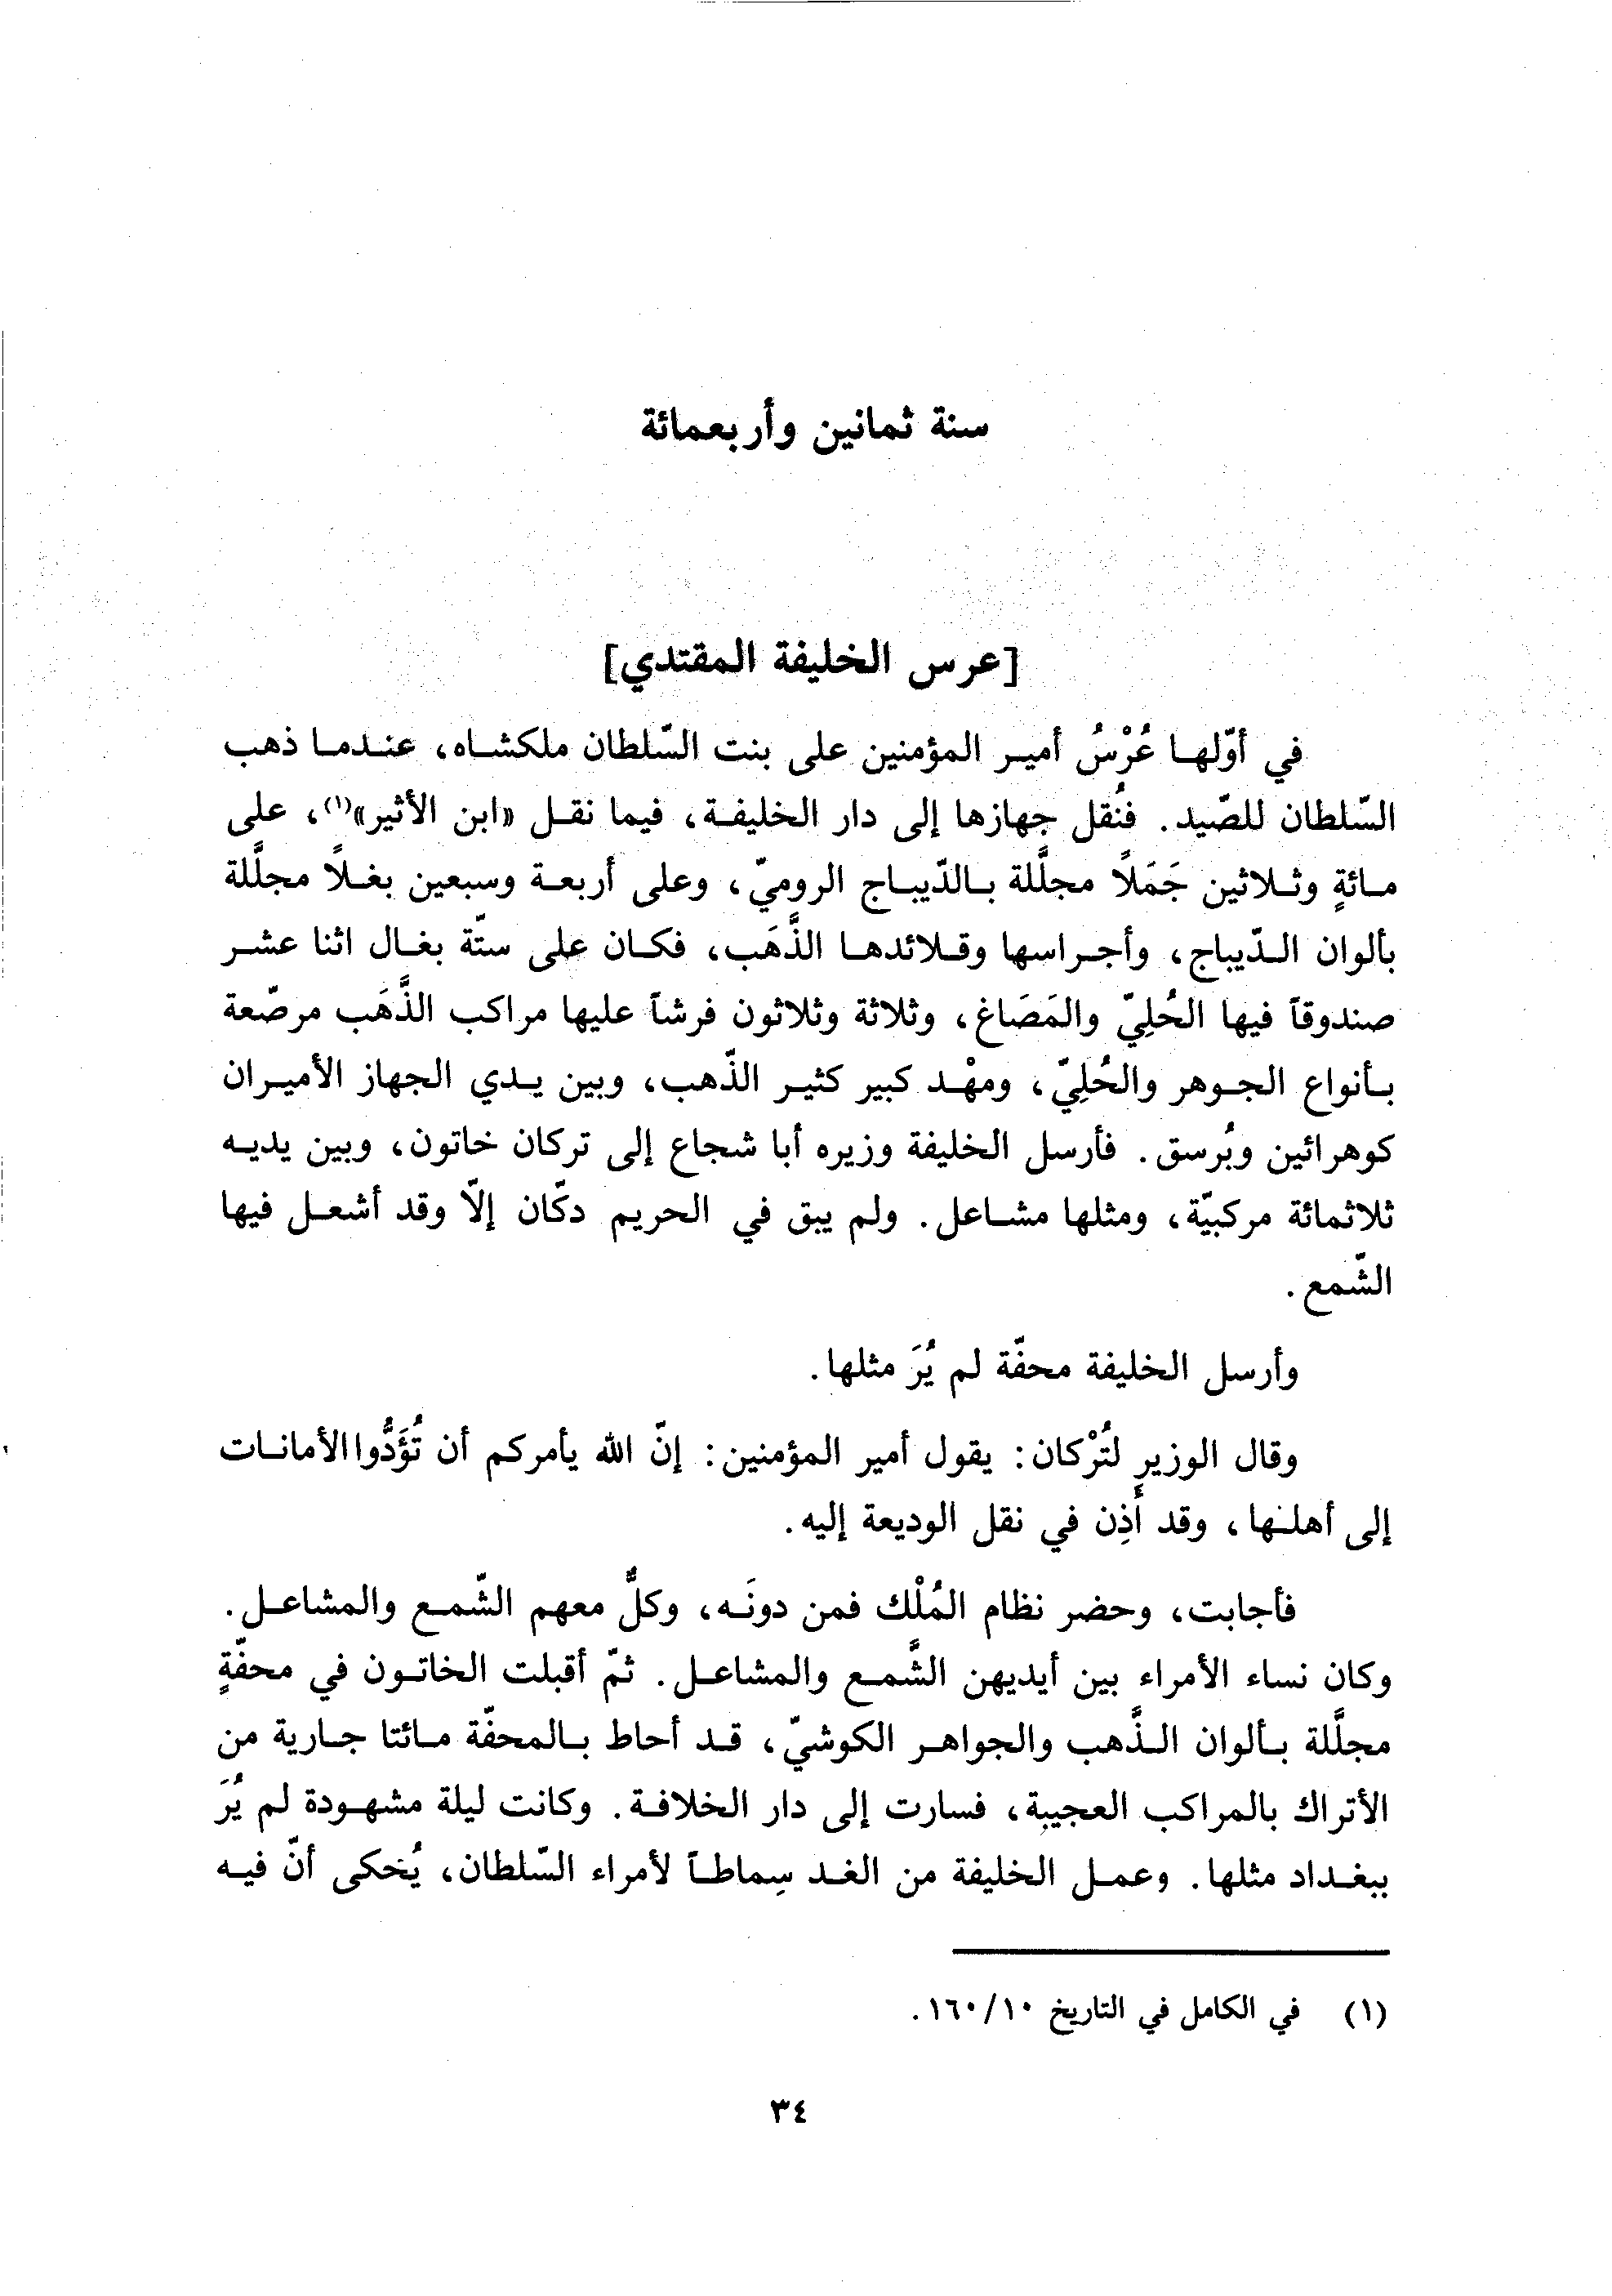 سنة ثمانين وأربعمائة
[عرس الخليفة المقتدي]
في أوّلها عُرْسُ أمير المؤمنين على بنت السّلطان ملكشاه، عندما ذهب
السّلطان للصّيد. فنُقل جهازها إلى دار الخليفة، فيما نقل «ابن الأثير»(١)، على
مائةٍ وثلاثين جَمَلًا مجلَّلة بالدّيباج الروميّ، وعلى أربعة وسبعين بغلًا مجلَّلة
بألوان الدّيباج، وأجراسها وقلائدها الذَّهَب، فكان على ستّة بغال اثنا عشر
صندوقاً فيها الحُلِيّ والمَصَاغ، وثلاثة وثلاثون فرشاً عليها مراكب الذَّهَب مرصّعة
بأنواع الجوهر والحُلِيّ، ومهْد كبير كثير الذّهب، وبين يدي الجهاز الأميران
كوهرائين وبُرسق. فأرسل الخليفة وزيره أبا شجاع إلى تركان خاتون، وبين يديه
ثلاثمائة مركبيّة، ومثلها مشاعل. ولم يبق في الحريم دكّان إلّا وقد أشعل فيها
الشّمع.
وأرسل الخليفة محفّة لم يُرَ مثلها.
وقال الوزير لتُرْكان: يقول أمير المؤمنين: إنّ الله يأمركم أن تُؤَدُّوا الأمانات
إلى أهلها، وقد أَذِن في نقل الوديعة إليه.
فأجابت، وحضر نظام المُلْك فمن دونَه، وكلٌّ معهم الشّمع والمشاعل.
وكان نساء الأمراء بين أيديهن الشَّمع والمشاعل. ثمّ أقبلت الخاتون في محفّةٍ
مجلَّلة بألوان الذَّهب والجواهر الكوشيّ، قد أحاط بالمحفّة مائتا جارية من
الأتراك بالمراكب العجيبة، فسارت إلى دار الخلافة. وكانت ليلة مشهودة لم يُرَ
ببغداد مثلها. وعمل الخليفة من الغد سِماطاً لأمراء السّلطان، يُحكى أنّ فيه
(١) في الكامل في التاريخ ١٠/١٦٠.
٣٤